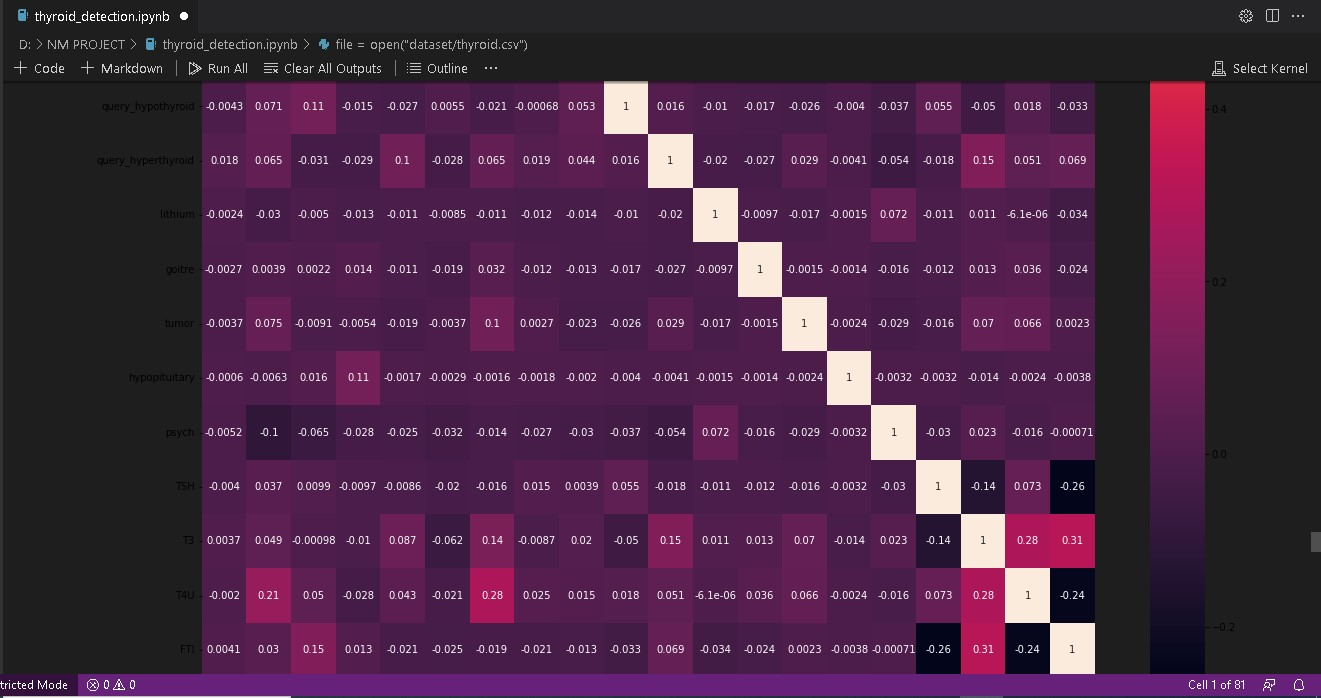 thyroid_detection.ipynb ●
D: > NM PROJECT > thyroid_detection.ipynb > file = open("dataset/thyroid.csv")
+ Code + Markdown Run All Clear All Outputs Outline ... Select Kernel
query_hypothyroid -0.0043 0.071 0.11 -0.015 -0.027 0.0055 -0.021 -0.00068 0.053 1 0.016 -0.01 -0.017 -0.026 -0.004 -0.037 0.055 -0.05 0.018 -0.033 0.4
query_hyperthyroid 0.018 0.065 -0.031 -0.029 0.1 -0.028 0.065 0.019 0.044 0.016 1 -0.02 -0.027 0.029 -0.0041 -0.054 -0.018 0.15 0.051 0.069
lithium -0.0024 -0.03 -0.005 -0.013 -0.011 -0.0085 -0.011 -0.012 -0.014 -0.01 -0.02 1 -0.0097 -0.017 -0.0015 0.072 -0.011 0.011 -6.1e-06 -0.034
goitre -0.0027 0.0039 0.0022 0.014 -0.011 -0.019 0.032 -0.012 -0.013 -0.017 -0.027 -0.0097 1 -0.0015 -0.0014 -0.016 -0.012 0.013 0.036 -0.024 0.2
tumor -0.0037 0.075 -0.0091 -0.0054 -0.019 -0.0037 0.1 0.0027 -0.023 -0.026 0.029 -0.017 -0.0015 1 -0.0024 -0.029 -0.016 0.07 0.066 0.0023
hypopituitary -0.0006 -0.0063 0.016 0.11 -0.0017 -0.0029 -0.0016 -0.0018 -0.002 -0.004 -0.0041 -0.0015 -0.0014 -0.0024 1 -0.0032 -0.0032 -0.014 -0.0024 -0.0038
psych -0.0052 -0.1 -0.065 -0.028 -0.025 -0.032 -0.014 -0.027 -0.03 -0.037 -0.054 0.072 -0.016 -0.029 -0.0032 1 -0.03 0.023 -0.016 -0.00071 0.0
TSH -0.004 0.037 0.0099 -0.0097 -0.0086 -0.02 -0.016 0.015 0.0039 0.055 -0.018 -0.011 -0.012 -0.016 -0.0032 -0.03 1 -0.14 0.073 -0.26
T3 0.0037 0.049 -0.00098 -0.01 0.087 -0.062 0.14 -0.0087 0.02 -0.05 0.15 0.011 0.013 0.07 -0.014 0.023 -0.14 1 0.28 0.31
T4U -0.002 0.21 0.05 -0.028 0.043 -0.021 0.28 0.025 0.015 0.018 0.051 -6.1e-06 0.036 0.066 -0.0024 -0.016 0.073 0.28 1 -0.24 -0.2
FTI 0.0041 0.03 0.15 0.013 -0.021 -0.025 -0.019 -0.021 -0.013 -0.033 0.069 -0.034 -0.024 0.0023 -0.0038 -0.00071 -0.26 0.31 -0.24 1
tricted Mode 0 0 Cell 1 of 81